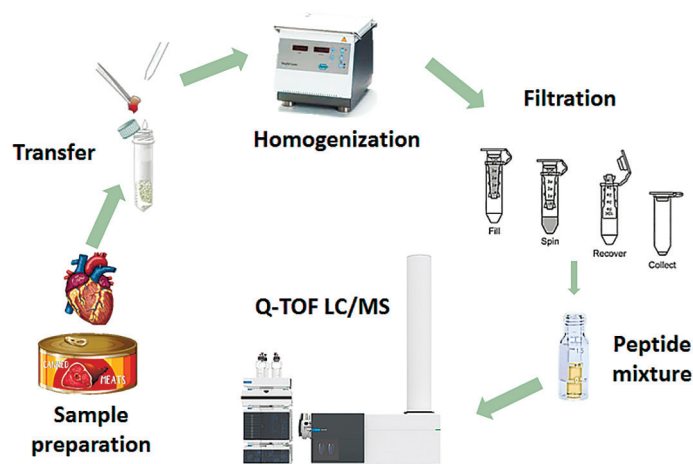 Transfer
Homogenization
Filtration
Fill
Spin
Recover
Collect
Peptide
mixture
Q-TOF LC/MS
CANNED
MEATS
Sample
preparation